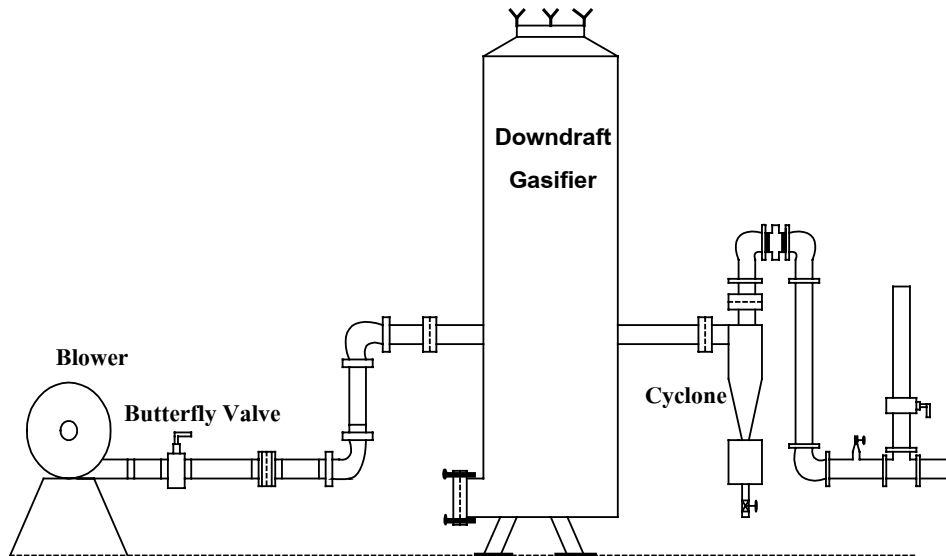 Downdraft
Gasifier
Blower
Butterfly Valve
Cyclone